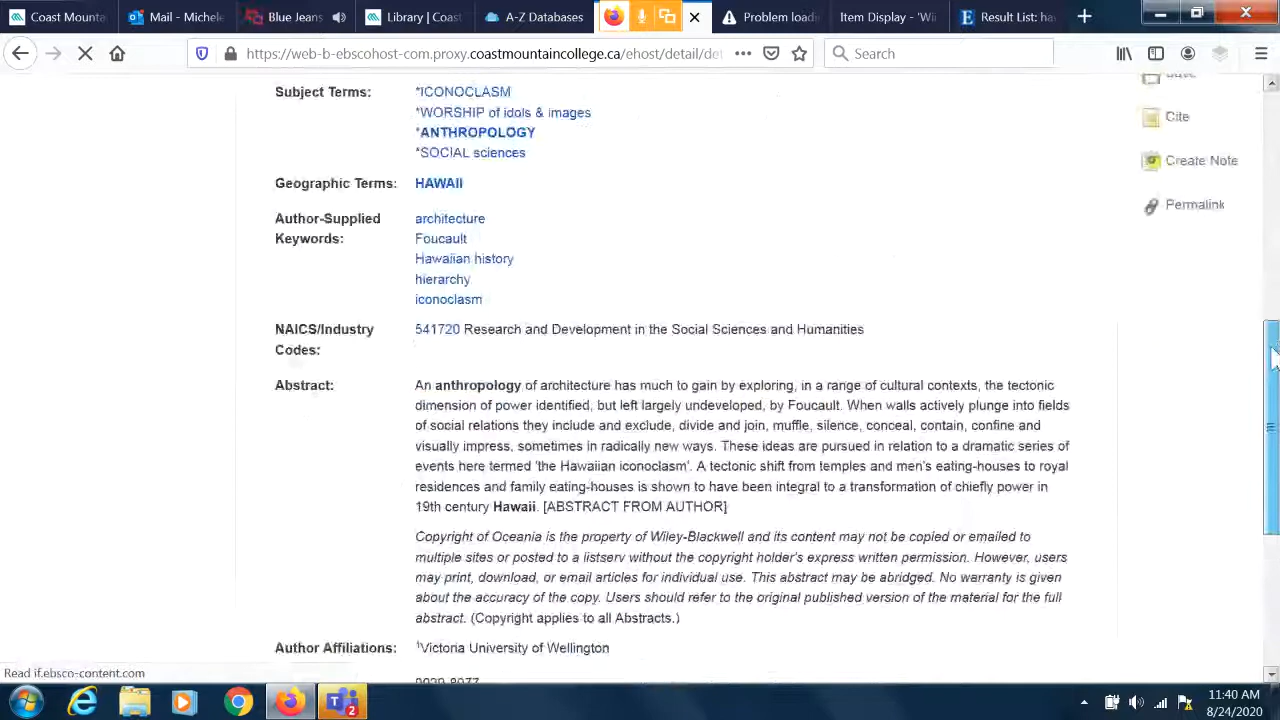 Coast Mounta
Mail - Michele
Blue Jeans
Library | Coas
A-Z Databases
Problem loadi
Item Display - 'Wi
Result List: hav
https://web-b-ebscohost-com.proxy.coastmountaincollege.ca/ehost/detail/det
Search
Subject Terms: *ICONOCLASM
*WORSHIP of idols & images
*ANTHROPOLOGY
*SOCIAL sciences
Cite
Create Note
Permalink
Geographic Terms: HAWAII
Author-Supplied architecture
Keywords: Foucault
Hawaiian history
hierarchy
iconoclasm
NAICS/Industry 541720 Research and Development in the Social Sciences and Humanities
Codes:
Abstract: An anthropology of architecture has much to gain by exploring, in a range of cultural contexts, the tectonic
dimension of power identified, but left largely undeveloped, by Foucault. When walls actively plunge into fields
of social relations they include and exclude, divide and join, muffle, silence, conceal, contain, confine and
visually impress, sometimes in radically new ways. These ideas are pursued in relation to a dramatic series of
events here termed 'the Hawaiian iconoclasm'. A tectonic shift from temples and men's eating-houses to royal
residences and family eating-houses is shown to have been integral to a transformation of chiefly power in
19th century Hawaii. [ABSTRACT FROM AUTHOR]
Copyright of Oceania is the property of Wiley-Blackwell and its content may not be copied or emailed to
multiple sites or posted to a listserv without the copyright holder's express written permission. However, users
may print, download, or email articles for individual use. This abstract may be abridged. No warranty is given
about the accuracy of the copy. Users should refer to the original published version of the material for the full
abstract. (Copyright applies to all Abstracts.)
Author Affiliations: 1Victoria University of Wellington
Read if.ebsco-content.com
2
11:40 AM
8/24/2020